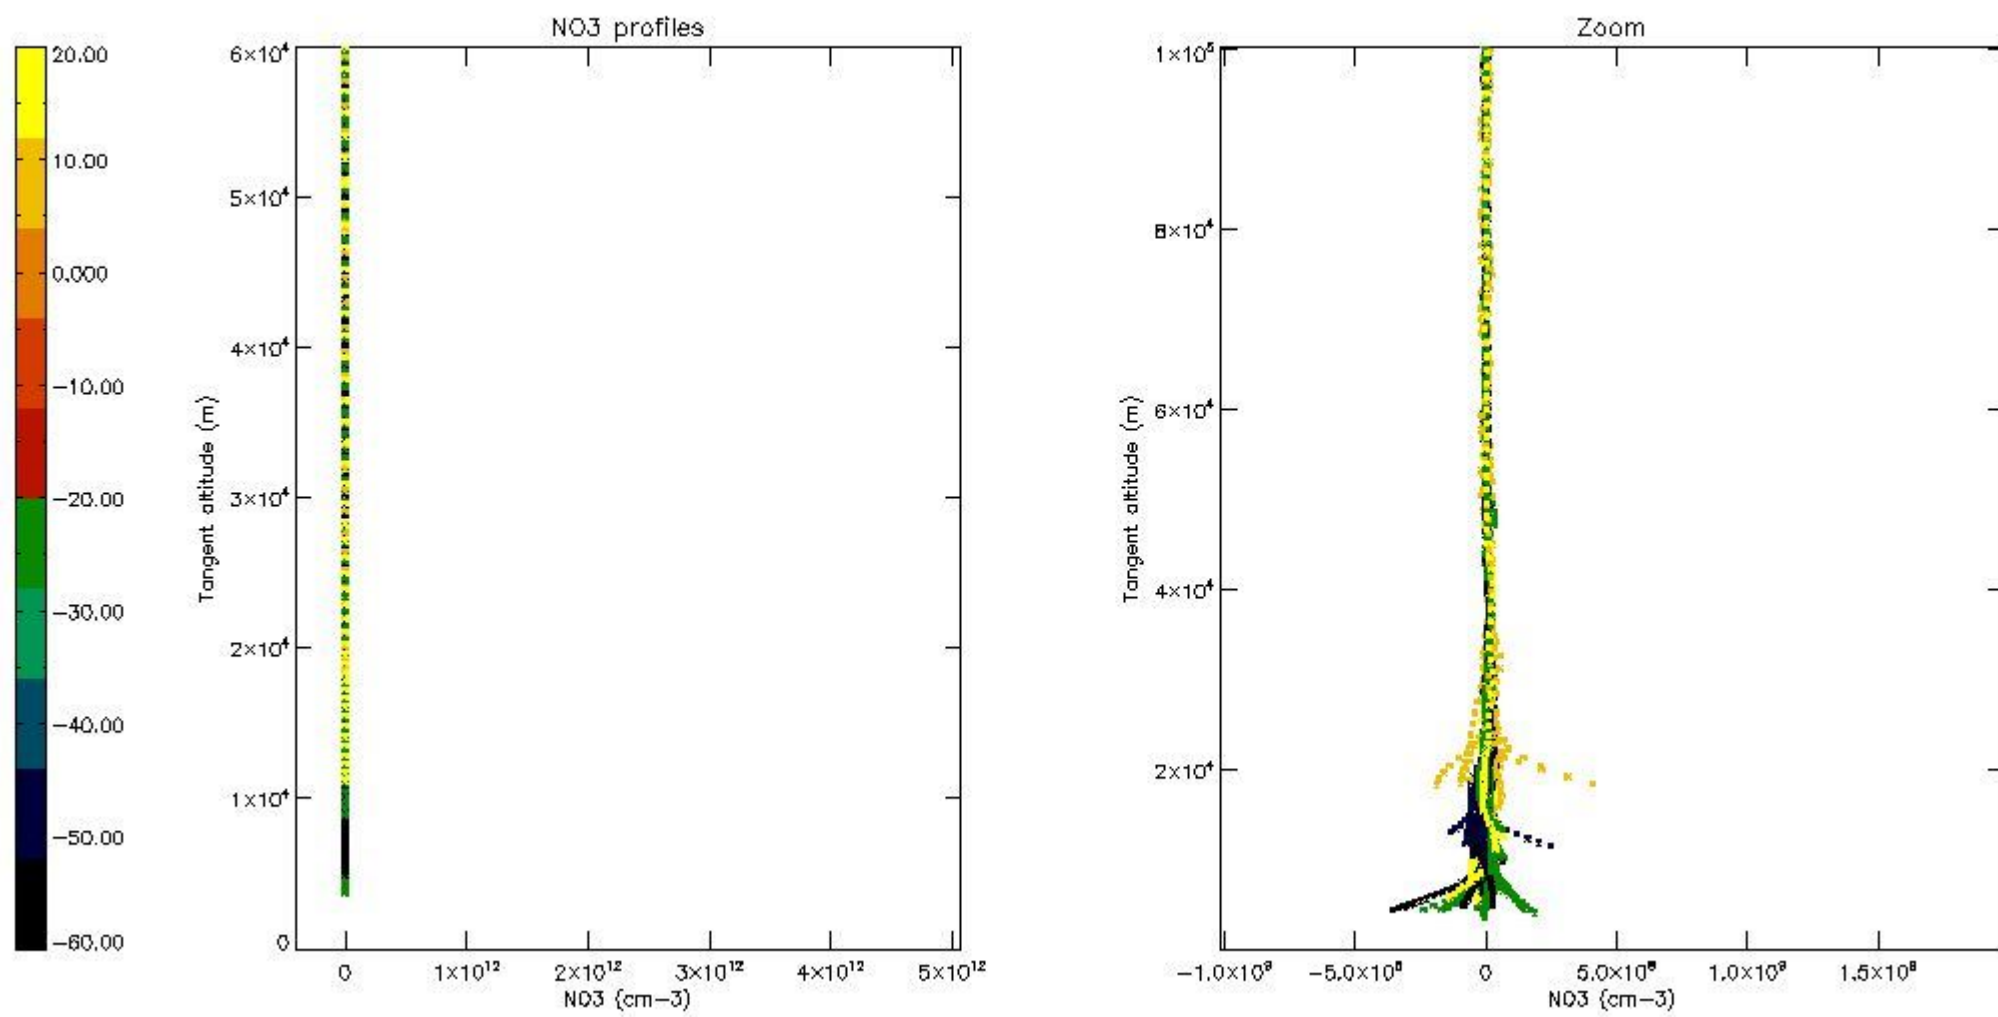 NO3 profiles
20.00
10.00
0.000
−10.00
−20.00
−30.00
−40.00
−50.00
−60.00
Tangent altitude (m)
6×10⁴
5×10⁴
4×10⁴
3×10⁴
2×10⁴
1×10⁴
0
0 1×10¹² 2×10¹² 3×10¹² 4×10¹² 5×10¹²
NO3 (cm−3)
Zoom
Tangent altitude (m)
1×10⁵
8×10⁴
6×10⁴
4×10⁴
2×10⁴
−1.0×10⁹ −5.0×10⁸ 0 5.0×10⁸ 1.0×10⁹ 1.5×10⁹
NO3 (cm−3)